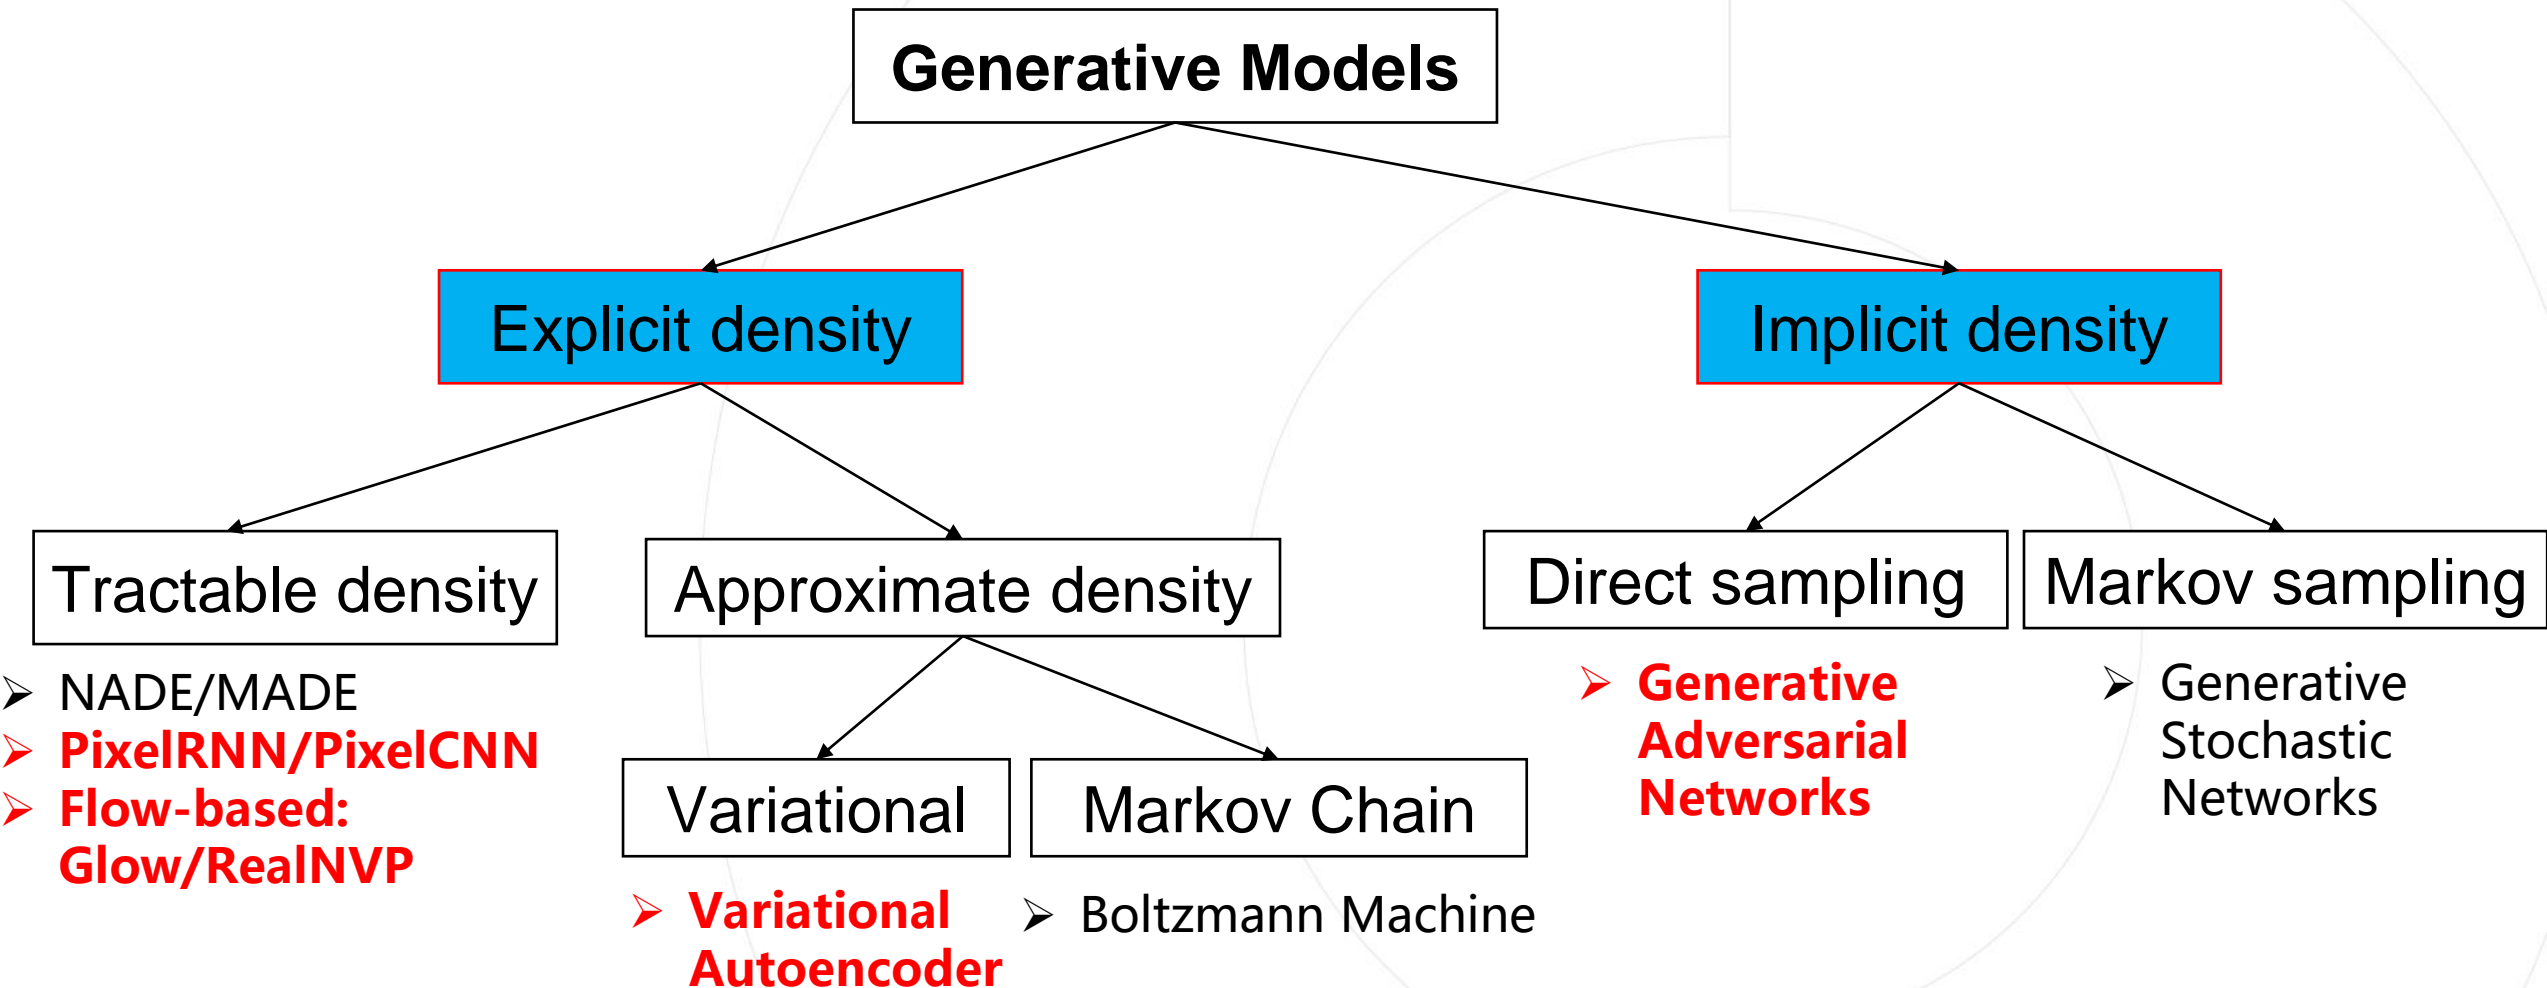 Generative Models
Explicit density
Implicit density
Tractable density
Approximate density
Direct sampling
Markov sampling
NADE/MADE
PixelRNN/PixelCNN
Flow-based:
Glow/RealNVP
Variational
Markov Chain
Variational
Autoencoder
Boltzmann Machine
Generative
Adversarial
Networks
Generative
Stochastic
Networks